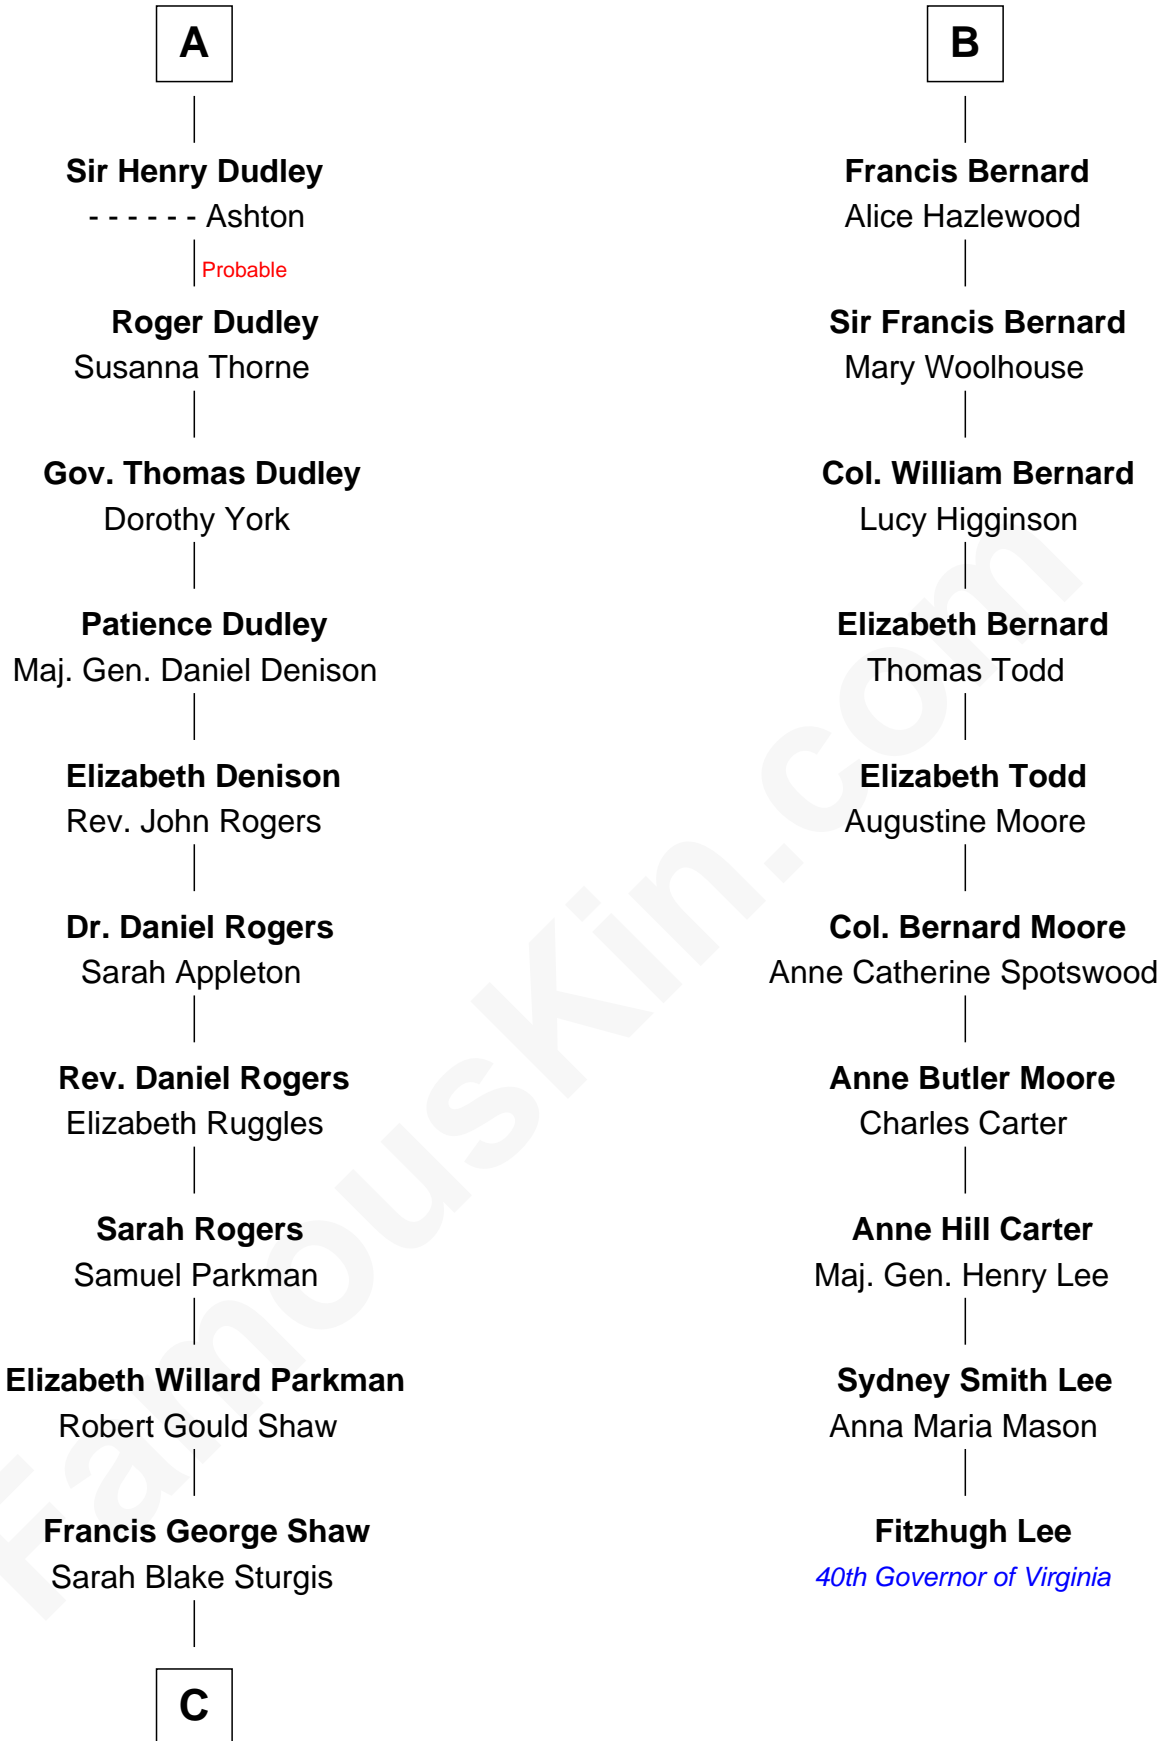 A
Sir Henry Dudley
- - - - - - Ashton
Probable
Roger Dudley
Susanna Thorne
Gov. Thomas Dudley
Dorothy York
Patience Dudley
Maj. Gen. Daniel Denison
Elizabeth Denison
Rev. John Rogers
Dr. Daniel Rogers
Sarah Appleton
Rev. Daniel Rogers
Elizabeth Ruggles
Sarah Rogers
Samuel Parkman
Elizabeth Willard Parkman
Robert Gould Shaw
Francis George Shaw
Sarah Blake Sturgis
C
B
Francis Bernard
Alice Hazlewood
Sir Francis Bernard
Mary Woolhouse
Col. William Bernard
Lucy Higginson
Elizabeth Bernard
Thomas Todd
Elizabeth Todd
Augustine Moore
Col. Bernard Moore
Anne Catherine Spotswood
Anne Butler Moore
Charles Carter
Anne Hill Carter
Maj. Gen. Henry Lee
Sydney Smith Lee
Anna Maria Mason
Fitzhugh Lee
40th Governor of Virginia
FamousKin.com